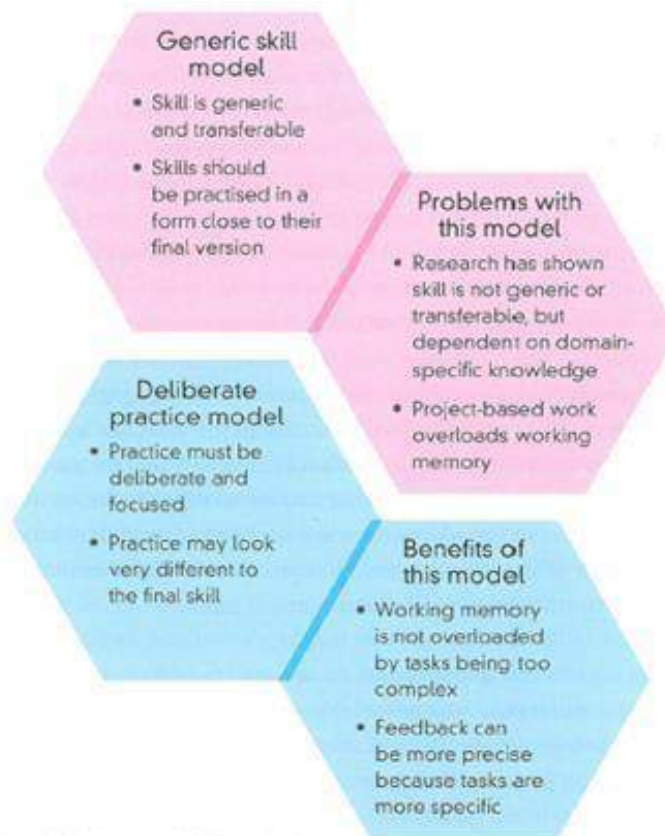 Generic skill
model
• Skill is generic
and transferable
• Skills should
be practised in a
form close to their
final version
Problems with
this model
• Research has shown
skill is not generic or
transferable, but
dependent on domain-
specific knowledge
• Project-based work
overloads working
memory
Deliberate
practice model
• Practice must be
deliberate and
focused
• Practice may look
very different to
the final skill
Benefits of
this model
• Working memory
is not overloaded
by tasks being too
complex
• Feedback can
be more precise
because tasks are
more specific